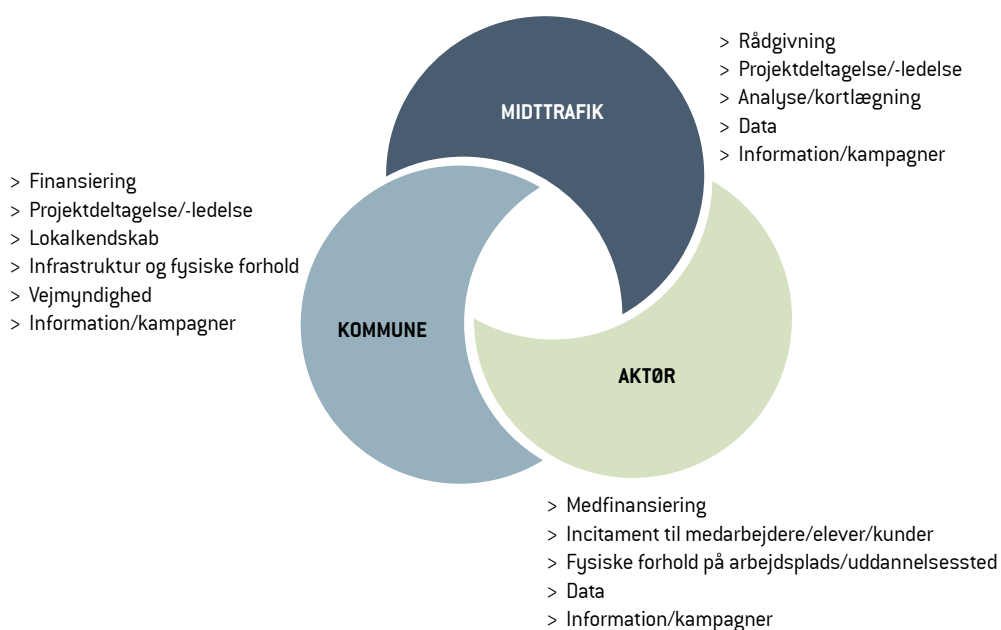 MIDTTRAFIK
> Rådgivning
> Projektdeltagelse/-ledelse
> Analyse/kortlægning
> Data
> Information/kampagner
> Finansiering
> Projektdeltagelse/-ledelse
> Lokalkendskab
> Infrastruktur og fysiske forhold
> Vejmyndighed
> Information/kampagner
KOMMUNE
AKTØR
> Medfinansiering
> Incitament til medarbejdere/elever/kunder
> Fysiske forhold på arbejdsplads/uddannelsessted
> Data
> Information/kampagner